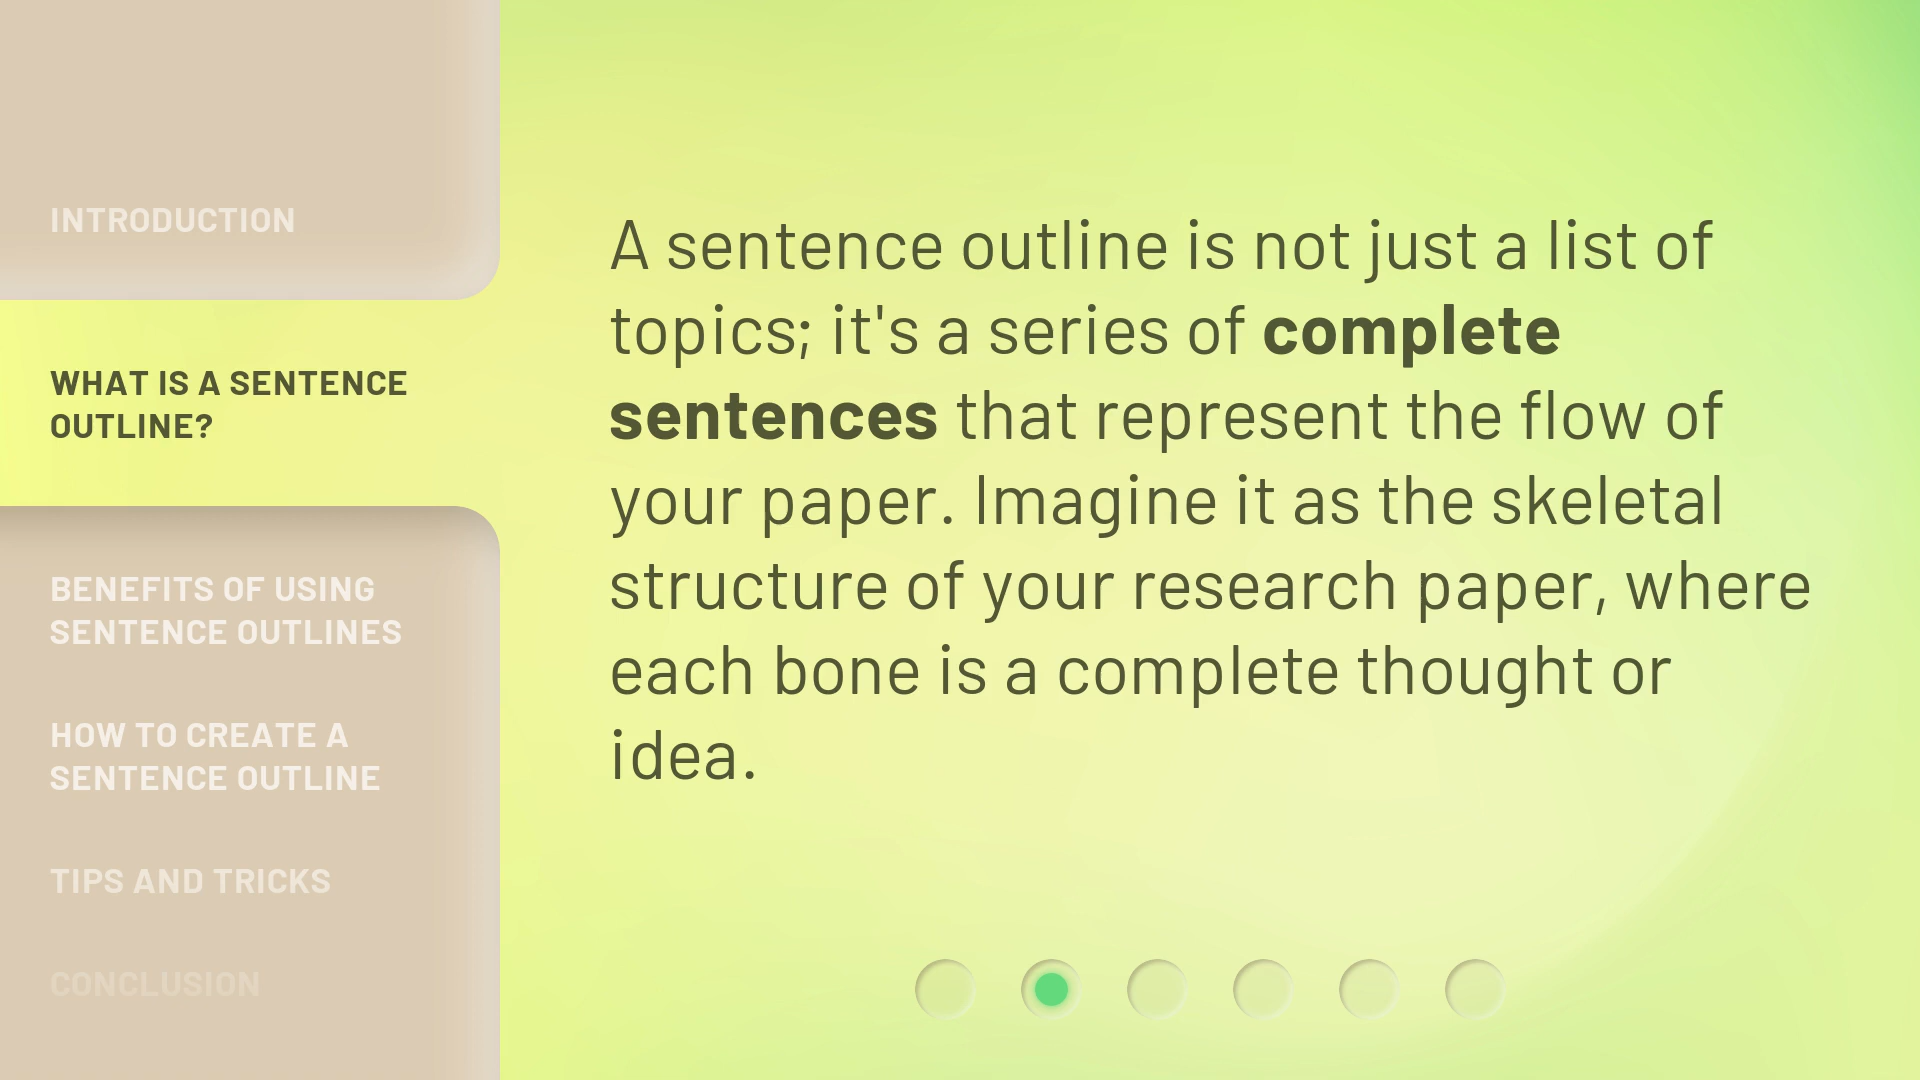 INTRODUCTION
WHAT IS A SENTENCE
OUTLINE?
BENEFITS OF USING
SENTENCE OUTLINES
HOW TO CREATE A
SENTENCE OUTLINE
TIPS AND TRICKS
CONCLUSION
A sentence outline is not just a list of
topics; it's a series of complete
sentences that represent the flow of
your paper. Imagine it as the skeletal
structure of your research paper, where
each bone is a complete thought or
idea.